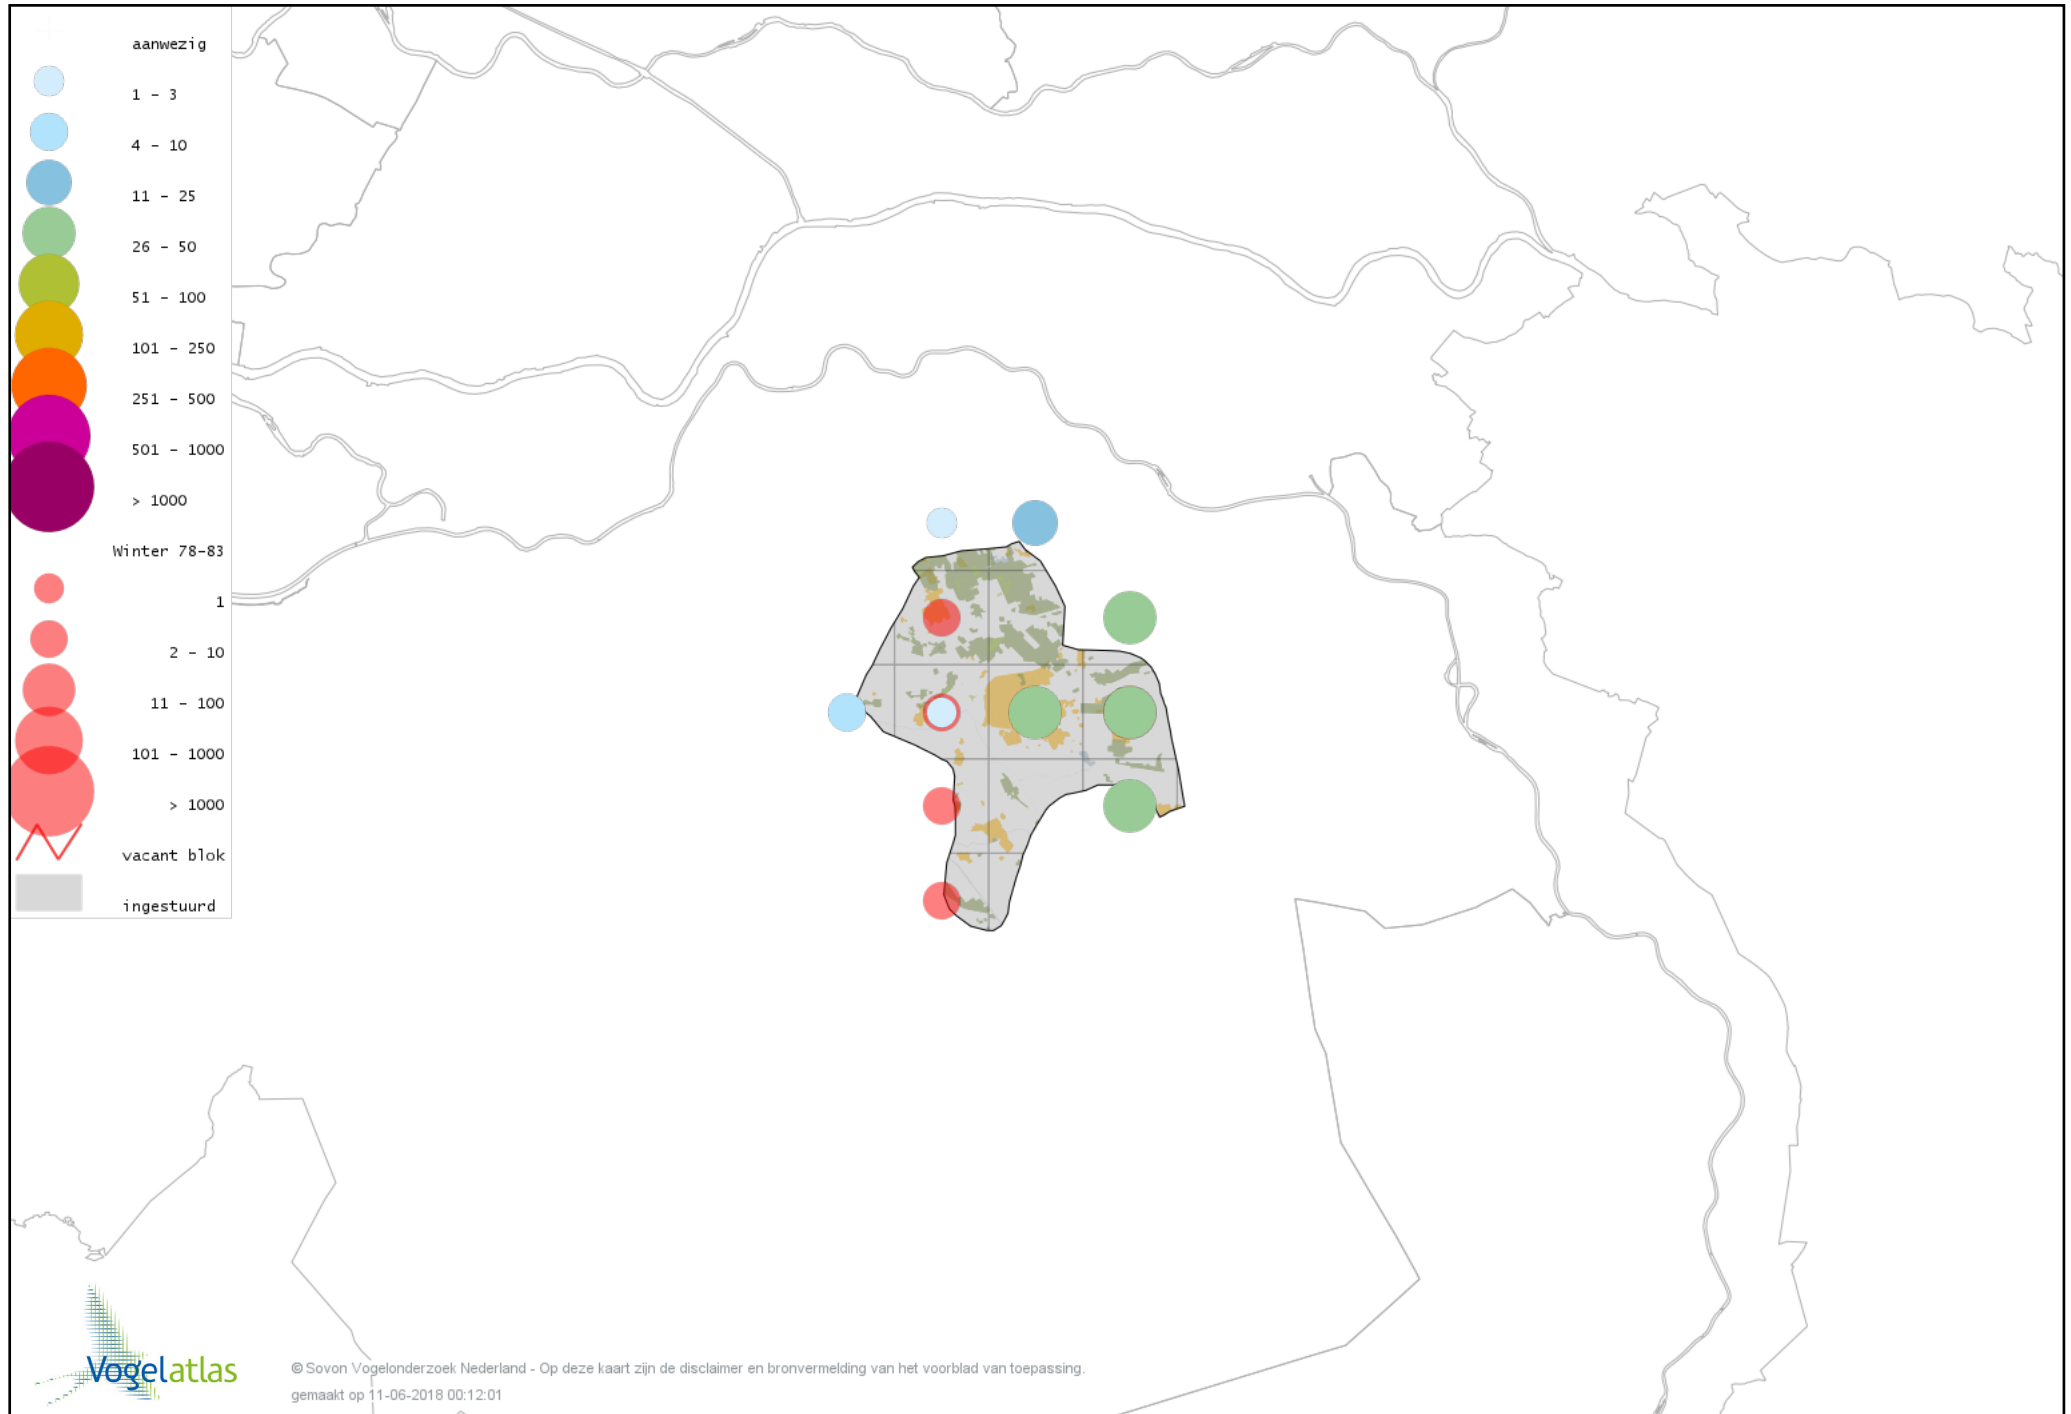 aanwezig
1 - 3
4 - 10
11 - 25
26 - 50
51 - 100
101 - 250
251 - 500
501 - 1000
> 1000
Winter 78-83
1
2 - 10
11 - 100
101 - 1000
> 1000
vacant blok
ingestuurd
Vogelatlas
© Sovon Vogelonderzoek Nederland - Op deze kaart zijn de disclaimer en bronvermelding van het voorblad van toepassing.
gemaakt op 11-06-2018 00:12:01